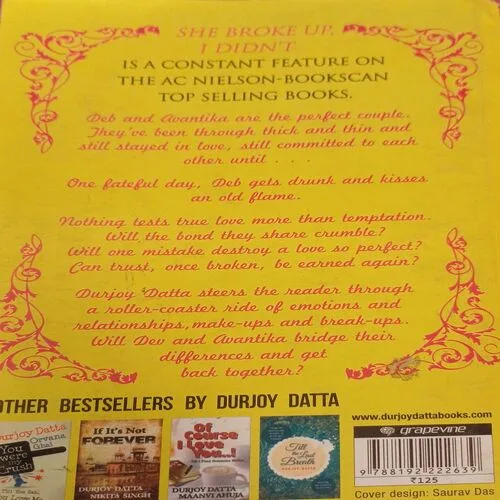 SHE BROKE UP,
I DIDN'T
IS A CONSTANT FEATURE ON
THE AC NIELSON-BOOKSCAN
TOP SELLING BOOKS.
Deb and Avantika are the perfect couple.
They've been through thick and thin and
still stayed in love, still committed to each
other until . . .
One fateful day, Deb gets drunk and kisses
an old flame.
Nothing tests true love more than temptation.
Will the bond they share crumble?
Will one mistake destroy a love so perfect?
Can trust, once broken, be earned again?
Durjoy Datta steers the reader through
a roller-coaster ride of emotions and
relationships, make-ups and break-ups.
Will Dev and Avantika bridge their
differences and get
back together?
OTHER BESTSELLERS BY DURJOY DATTA
www.durjoydattabooks.com
Durjoy Datta
Orvana
Ghai
You
were
my
Crush
If It's Not
FOREVER
DURJOY DATTA
NIKITA SINGH
Of
Course
I Love
You..!
DURJOY DATTA
MAANVI AHUJA
Till
the Last
Breath
DURJOY DATTA
grapevine
9788192222639
₹125
Cover design: Saurav Das